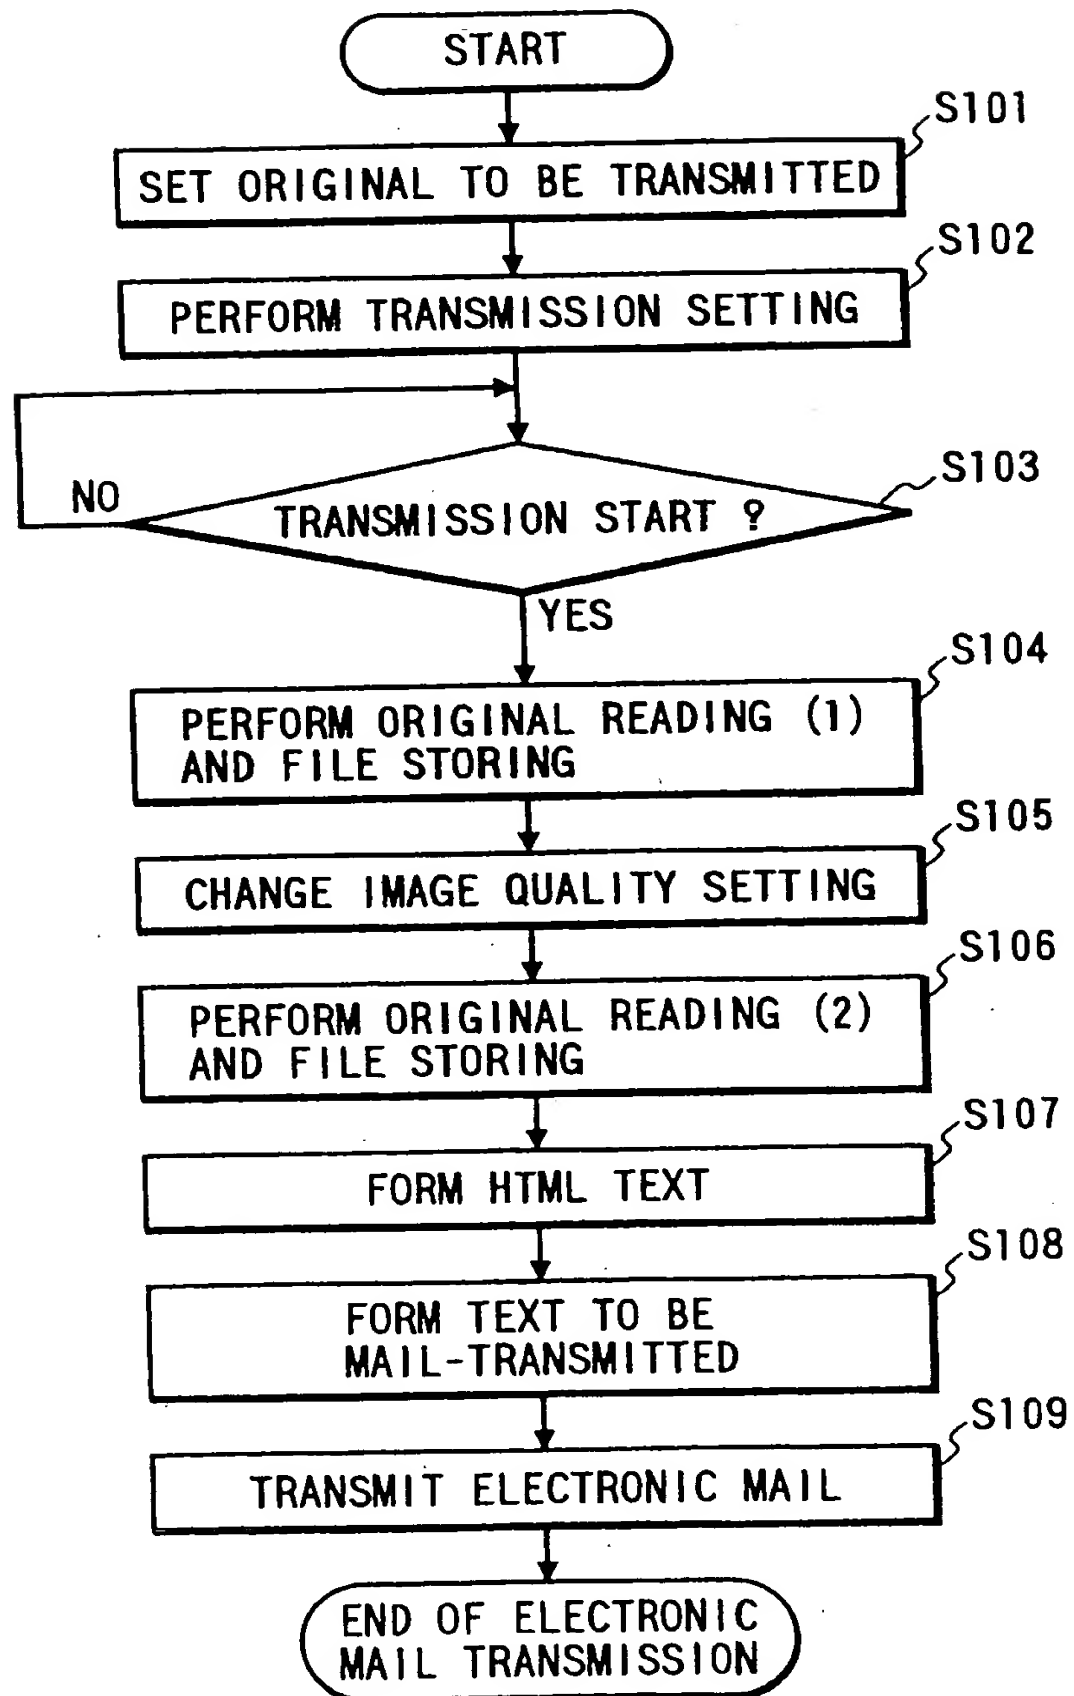 START
S101
SET ORIGINAL TO BE TRANSMITTED
S102
PERFORM TRANSMISSION SETTING
S103
NO
TRANSMISSION START ?
YES
S104
PERFORM ORIGINAL READING (1)
AND FILE STORING
S105
CHANGE IMAGE QUALITY SETTING
S106
PERFORM ORIGINAL READING (2)
AND FILE STORING
S107
FORM HTML TEXT
S108
FORM TEXT TO BE
MAIL-TRANSMITTED
S109
TRANSMIT ELECTRONIC MAIL
END OF ELECTRONIC
MAIL TRANSMISSION